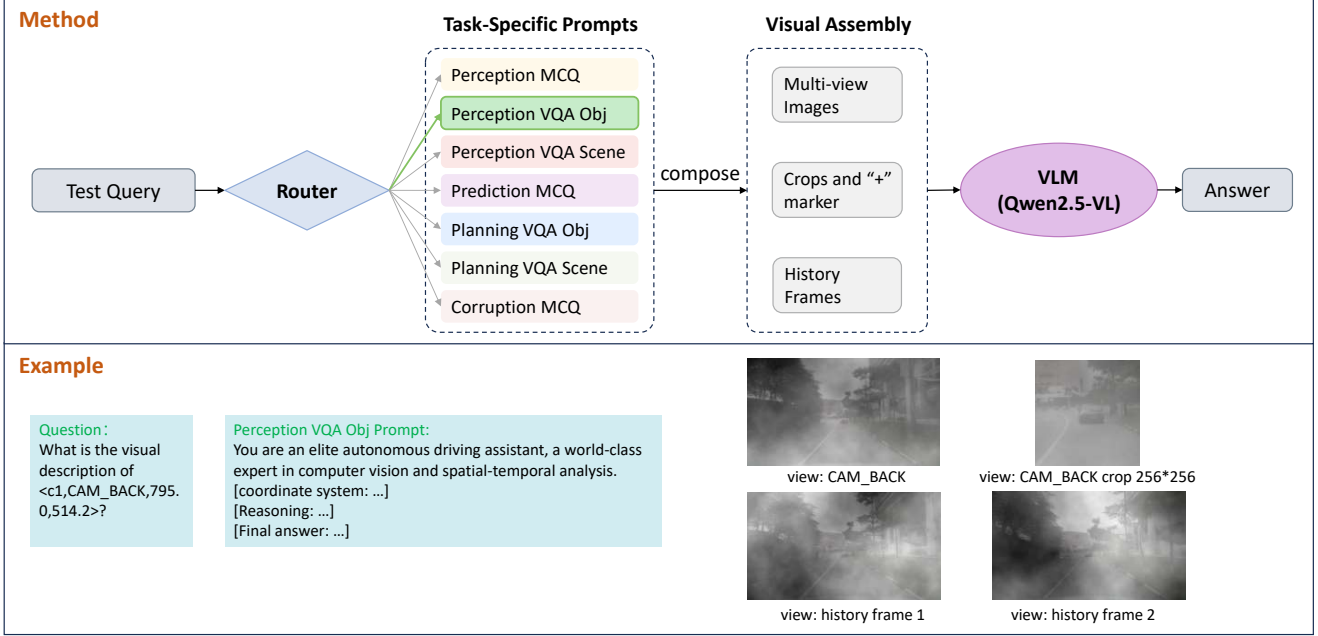 Method
Task-Specific Prompts
Visual Assembly
Test Query
Router
Perception MCQ
Perception VQA Obj
Perception VQA Scene
Prediction MCQ
Planning VQA Obj
Planning VQA Scene
Corruption MCQ
compose
Multi-view
Images
Crops and “+”
marker
History
Frames
VLM
(Qwen2.5-VL)
Answer
Example
Question:
What is the visual
description of
<c1,CAM_BACK,795.
0,514.2>?
Perception VQA Obj Prompt:
You are an elite autonomous driving assistant, a world-class
expert in computer vision and spatial-temporal analysis.
[coordinate system: …]
[Reasoning: …]
[Final answer: …]
view: CAM_BACK
view: CAM_BACK crop 256*256
view: history frame 1
view: history frame 2